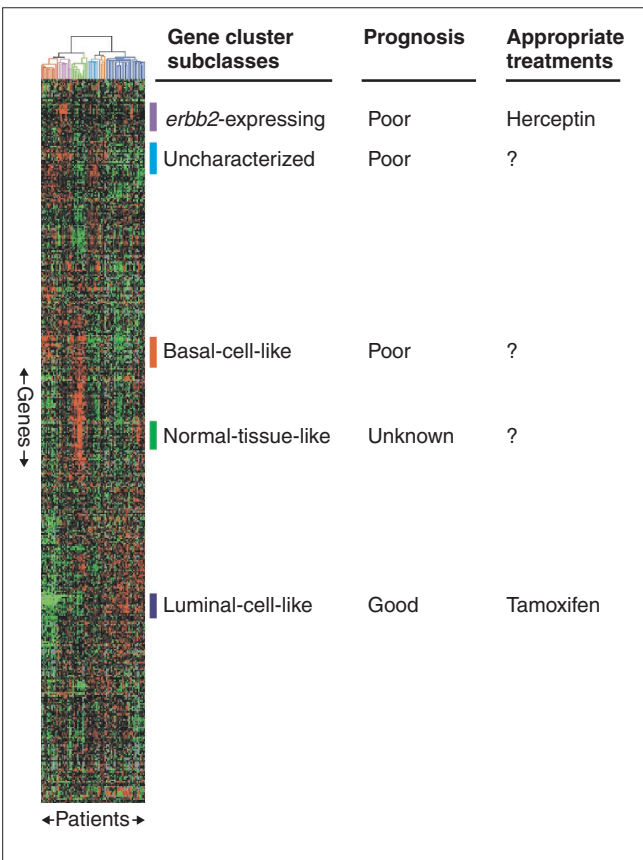 Gene cluster subclasses Prognosis Appropriate treatments
erbb2-expressing Poor Herceptin
Uncharacterized Poor ?
Basal-cell-like Poor ?
←Genes→
Normal-tissue-like Unknown ?
Luminal-cell-like Good Tamoxifen
←Patients→